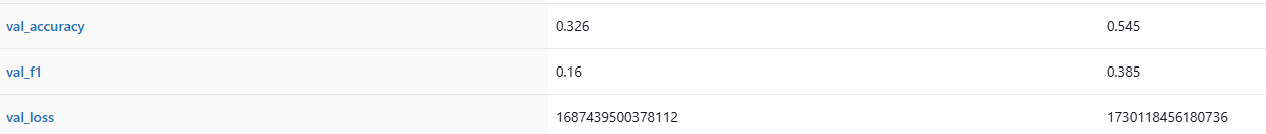 val_accuracy 0.326 0.545
val_f1 0.16 0.385
val_loss 1687439500378112 1730118456180736